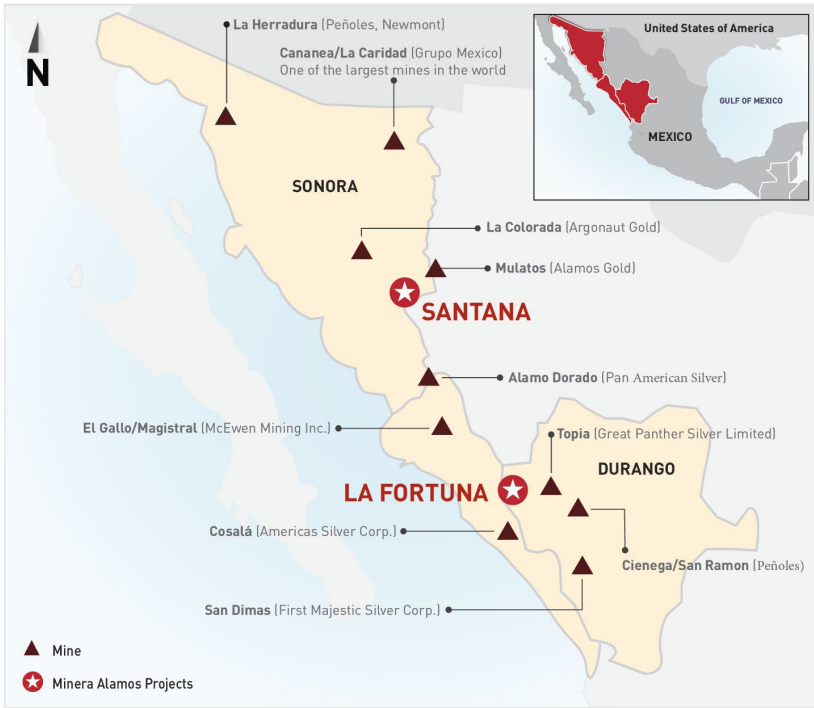 La Herradura (Peñoles, Newmont)
Cananea/La Caridad (Grupo Mexico)
One of the largest mines in the world
N
United States of America
GULF OF MEXICO
MEXICO
SONORA
La Colorada (Argonaut Gold)
Mulatos (Alamos Gold)
SANTANA
Alamo Dorado (Pan American Silver)
El Gallo/Magistral (McEwen Mining Inc.)
Topia (Great Panther Silver Limited)
DURANGO
LA FORTUNA
Cosalá (Americas Silver Corp.)
Cienega/San Ramon (Peñoles)
San Dimas (First Majestic Silver Corp.)
Mine
Minera Alamos Projects